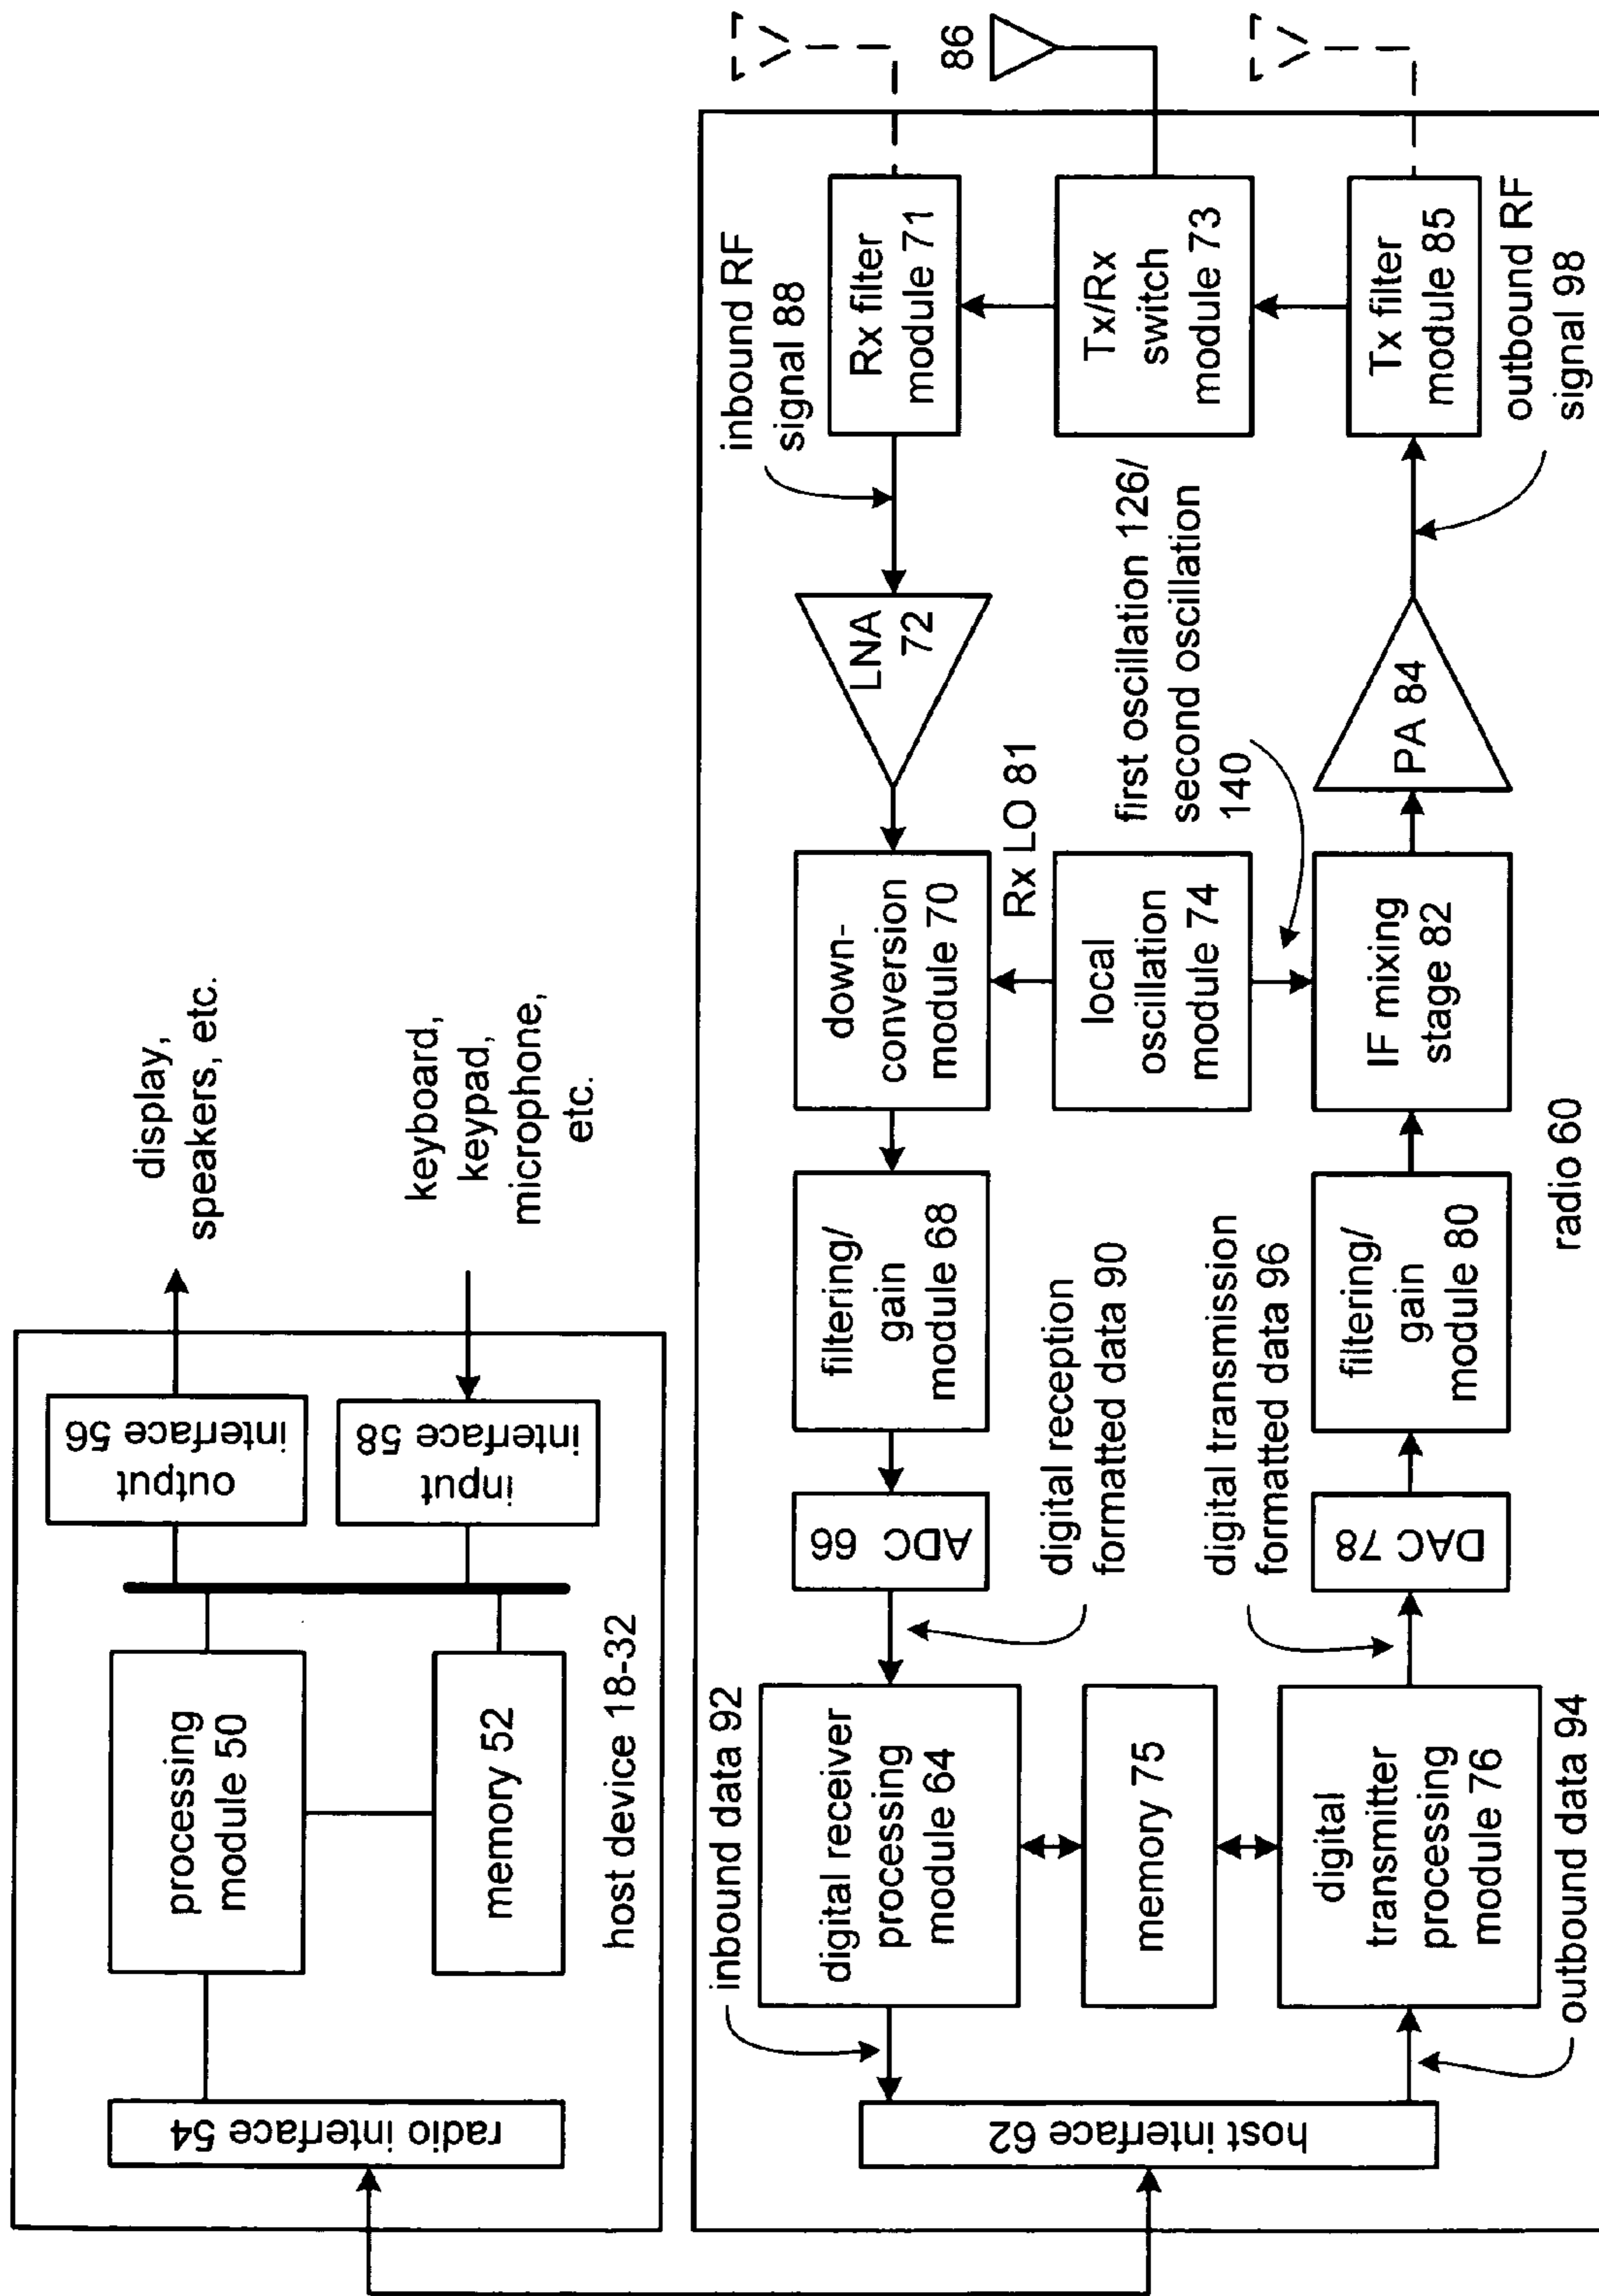 radio interface 54
processing
module 50
memory 52
host device 18-32
output
interface 56
input
interface 58
display,
speakers, etc.
keyboard,
keypad,
microphone,
etc.
host interface 62
inbound data 92
digital receiver
processing
module 64
memory 75
digital
transmitter
processing
module 76
outbound data 94
ADC 66
digital reception
formatted data 90
digital transmission
formatted data 96
DAC 78
filtering/
gain
module 68
filtering/
gain
module 80
radio 60
down-
conversion
module 70
Rx LO 81
local
oscillation
module 74
first oscillation 126/
second oscillation
140
IF mixing
stage 82
LNA
72
PA 84
inbound RF
signal 88
Rx filter
module 71
Tx/Rx
switch
module 73
Tx filter
module 85
outbound RF
signal 98
86